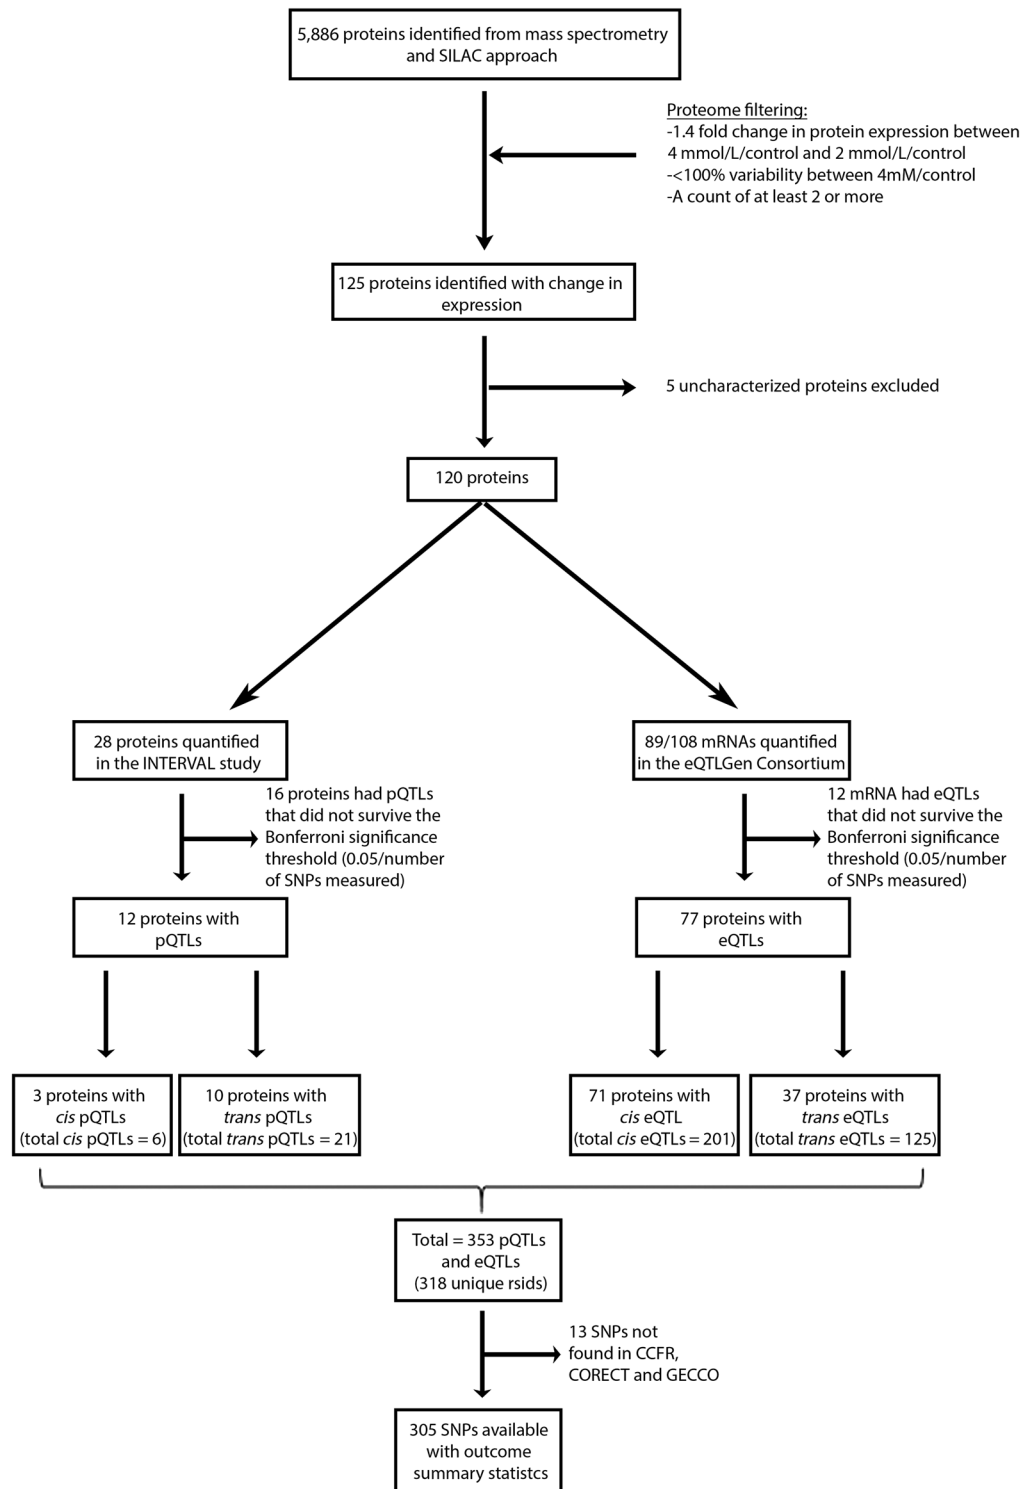 5,886 proteins identified from mass spectrometry
and SILAC approach
Proteome filtering:
-1.4 fold change in protein expression between
4 mmol/L/control and 2 mmol/L/control
-<100% variability between 4mM/control
-A count of at least 2 or more
125 proteins identified with change in
expression
5 uncharacterized proteins excluded
120 proteins
28 proteins quantified
in the INTERVAL study
89/108 mRNAs quantified
in the eQTLGen Consortium
16 proteins had pQTLs
that did not survive the
Bonferroni significance
threshold (0.05/number
of SNPs measured)
12 mRNA had eQTLs
that did not survive the
Bonferroni significance
threshold (0.05/number
of SNPs measured)
12 proteins with
pQTLs
77 proteins with
eQTLs
3 proteins with
cis pQTLs
(total cis pQTLs = 6)
10 proteins with
trans pQTLs
(total trans pQTLs = 21)
71 proteins with
cis eQTL
(total cis eQTLs = 201)
37 proteins with
trans eQTLs
(total trans eQTLs = 125)
Total = 353 pQTLs
and eQTLs
(318 unique rsids)
13 SNPs not
found in CCFR,
CORECT and GECCO
305 SNPs available
with outcome
summary statistcs